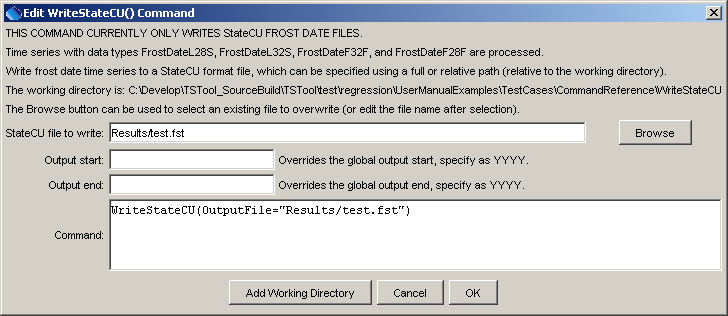 Edit WriteStateCU() Command
THIS COMMAND CURRENTLY ONLY WRITES StateCU FROST DATE FILES.
Time series with data types FrostDateL28S, FrostDateL32S, FrostDateF32F, and FrostDateF28F are processed.
Write frost date time series to a StateCU format file, which can be specified using a full or relative path (relative to the working directory).
The working directory is: C:\Develop\TSTool_SourceBuild\TSTool\test\regression\UserManualExamples\TestCases\CommandReference\WriteStateCU
The Browse button can be used to select an existing file to overwrite (or edit the file name after selection).
StateCU file to write: Results/test.fst Browse
Output start: Overrides the global output start, specify as YYYY.
Output end: Overrides the global output end, specify as YYYY.
WriteStateCU(OutputFile="Results/test.fst")
Command:
Add Working Directory Cancel OK